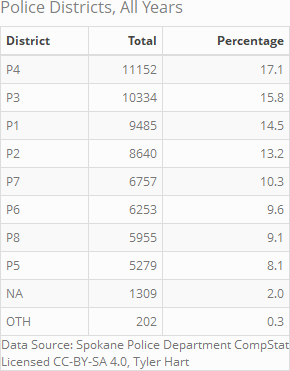 Police Districts, All Years
District Total Percentage
P4 11152 17.1
P3 10334 15.8
P1 9485 14.5
P2 8640 13.2
P7 6757 10.3
P6 6253 9.6
P8 5955 9.1
P5 5279 8.1
NA 1309 2.0
OTH 202 0.3
Data Source: Spokane Police Department CompStat
Licensed CC-BY-SA 4.0, Tyler Hart